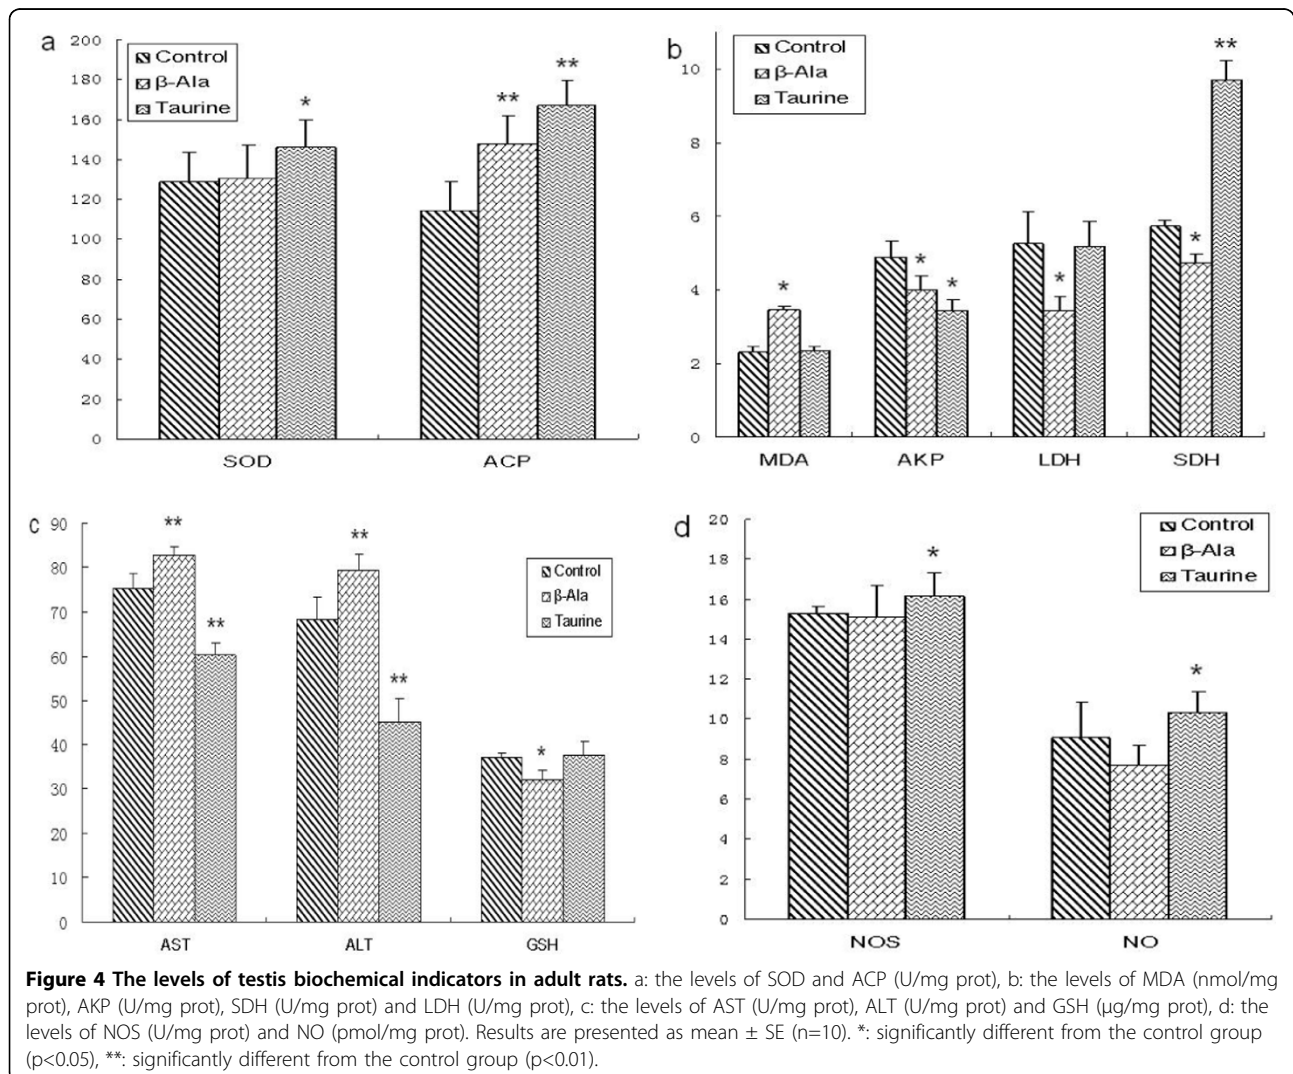 a
200
180
160
140
120
100
80
60
40
20
0
Control
β-Ala
Taurine
*
**
**
SOD ACP
b
10
8
6
4
2
0
Control
β-Ala
Taurine
*
*
*
*
*
**
MDA AKP LDH SDH
c
90
80
70
60
50
40
30
20
10
0
Control
β-Ala
Taurine
**
**
**
**
*
AST ALT GSH
d
20
18
16
14
12
10
8
6
4
2
0
Control
β-Ala
Taurine
*
*
NOS NO
Figure 4 The levels of testis biochemical indicators in adult rats. a: the levels of SOD and ACP (U/mg prot), b: the levels of MDA (nmol/mg
prot), AKP (U/mg prot), SDH (U/mg prot) and LDH (U/mg prot), c: the levels of AST (U/mg prot), ALT (U/mg prot) and GSH (μg/mg prot), d: the
levels of NOS (U/mg prot) and NO (pmol/mg prot). Results are presented as mean ± SE (n=10). *: significantly different from the control group
(p<0.05), **: significantly different from the control group (p<0.01).